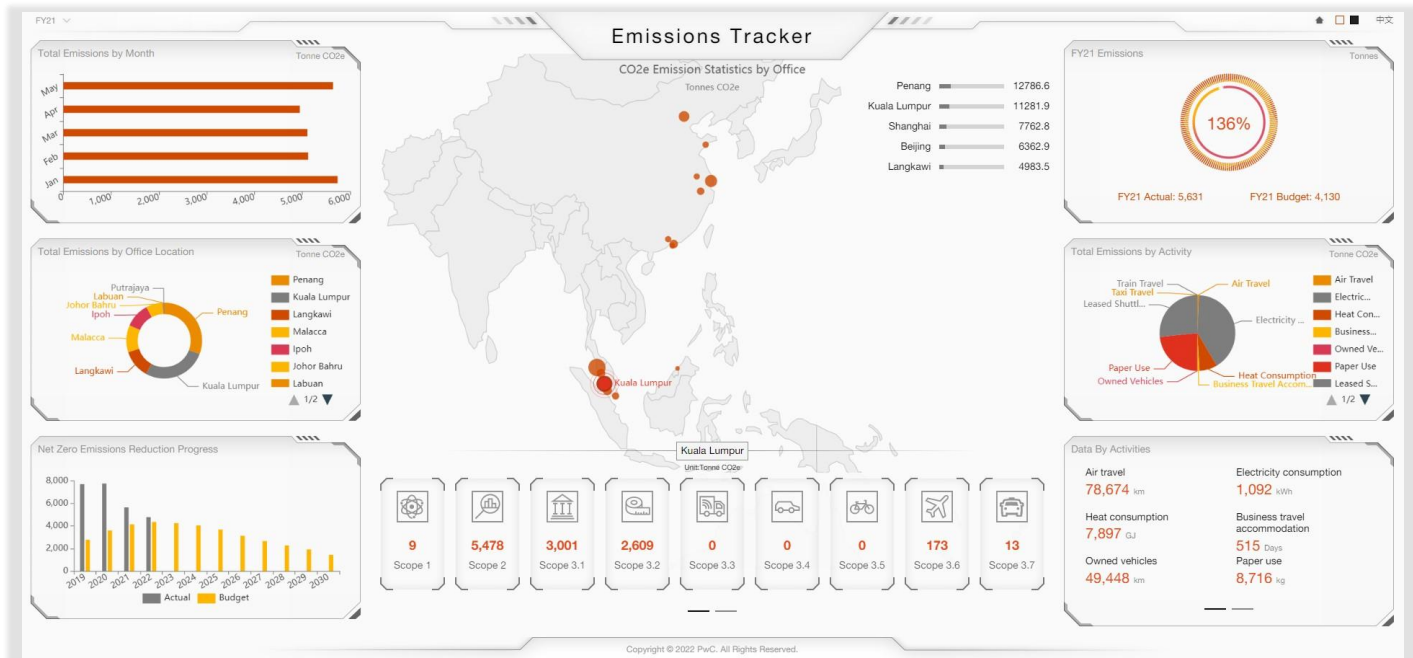 FY21
中文
Emissions Tracker
Total Emissions by Month
Tonne CO2e
May
Apr
Mar
Feb
Jan
0
1,000
2,000
3,000
4,000
5,000
6,000
CO2e Emission Statistics by Office
Tonnes CO2e
Penang 12786.6
Kuala Lumpur 11281.9
Shanghai 7762.8
Beijing 6362.9
Langkawi 4983.5
Kuala Lumpur
FY21 Emissions
Tonnes
136%
FY21 Actual: 5,631
FY21 Budget: 4,130
Total Emissions by Office Location
Tonne CO2e
Putrajaya
Labuan
Johor Bahru
Ipoh
Malacca
Langkawi
Penang
Kuala Lumpur
Penang
Kuala Lumpur
Langkawi
Malacca
Ipoh
Johor Bahru
Labuan
1/2
Total Emissions by Activity
Tonne CO2e
Train Travel
Taxi Travel
Leased Shuttl...
Air Travel
Electricity ...
Paper Use
Owned Vehicles
Heat Consumption
Business Travel Accom...
Air Travel
Electric...
Heat Con...
Business...
Owned Ve...
Paper Use
Leased S...
1/2
Net Zero Emissions Reduction Progress
8,000
6,000
4,000
2,000
0
2019
2020
2021
2022
2023
2024
2025
2026
2027
2028
2029
2030
Actual
Budget
Kuala Lumpur
Unit:Tonne CO2e
9
Scope 1
5,478
Scope 2
3,001
Scope 3.1
2,609
Scope 3.2
0
Scope 3.3
0
Scope 3.4
0
Scope 3.5
173
Scope 3.6
13
Scope 3.7
Data By Activities
Air travel
78,674 km
Electricity consumption
1,092 kWh
Heat consumption
7,897 GJ
Business travel
accommodation
515 Days
Owned vehicles
49,448 km
Paper use
8,716 kg
Copyright © 2022 PwC. All Rights Reserved.